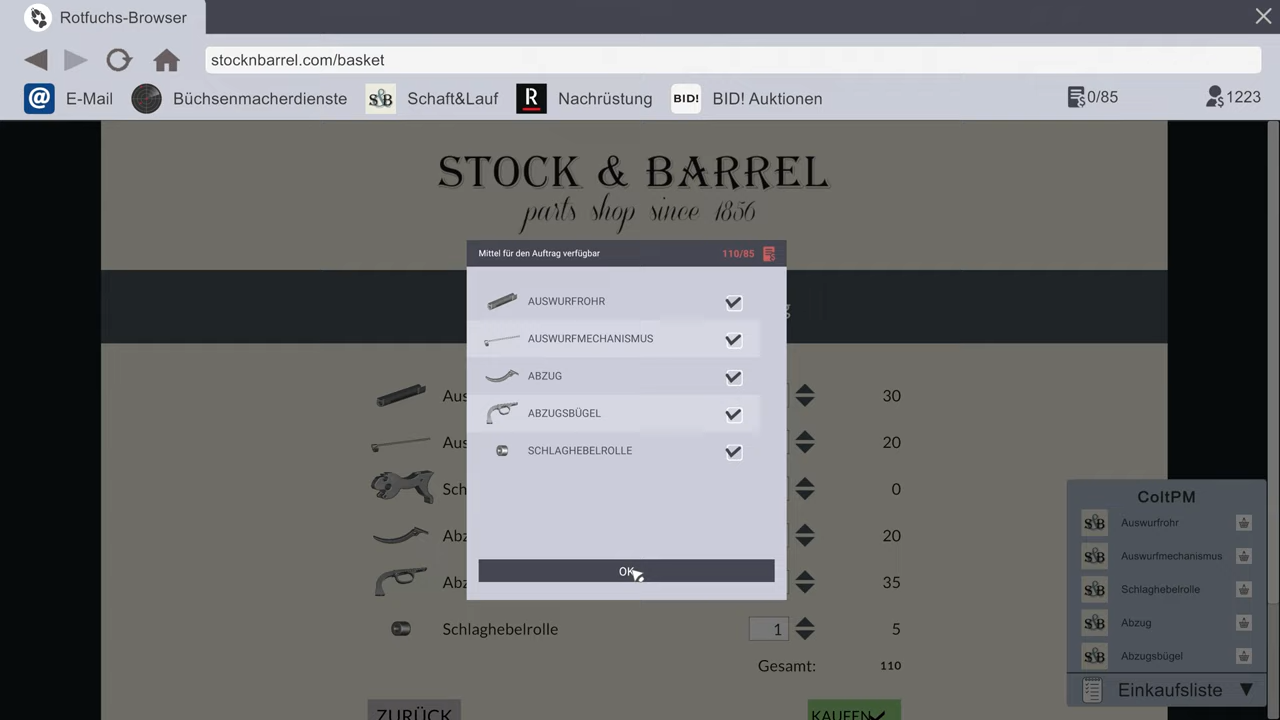 Rotfuchs-Browser
stocknbarrel.com/basket
@ E-Mail Büchsenmacherdienste S&B Schaft&Lauf R Nachrüstung BID! BID! Auktionen 0/85 1223
STOCK & BARREL
parts shop since 1856
Mittel für den Auftrag verfügbar 110/85
AUSWURFROHR
AUSWURFMECHANISMUS
ABZUG
ABZUGSBÜGEL
SCHLAGHEBELROLLE
OK
30
20
0
20
35
Schlaghebelrolle 1 5
Gesamt: 110
ZURÜCK KAUFEN
ColtPM
S&B Auswurfrohr
S&B Auswurfmechanismus
S&B Schlaghebelrolle
S&B Abzug
S&B Abzugsbügel
Einkaufsliste